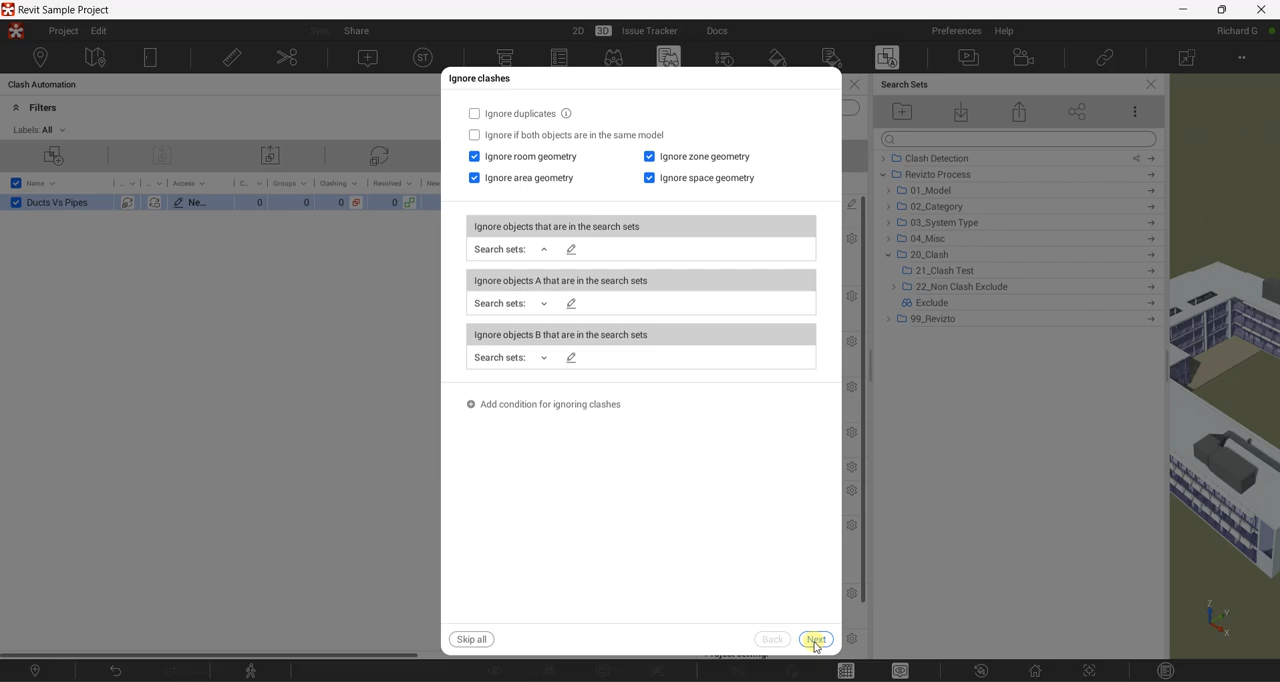 Revit Sample Project
Project Edit Sync Share 2D 3D Issue Tracker Docs Preferences Help Richard G
ST
Clash Automation
Filters
Labels: All
Name Access C... Groups Clashing Resolved New
Ducts Vs Pipes Ne... 0 0 0 0
Ignore clashes
Ignore duplicates
Ignore if both objects are in the same model
Ignore room geometry Ignore zone geometry
Ignore area geometry Ignore space geometry
Ignore objects that are in the search sets
Search sets:
Ignore objects A that are in the search sets
Search sets:
Ignore objects B that are in the search sets
Search sets:
Add condition for ignoring clashes
Skip all Back Next
Search Sets
Clash Detection
Revizto Process
01_Model
02_Category
03_System Type
04_Misc
20_Clash
21_Clash Test
22_Non Clash Exclude
Exclude
99_Revizto
Z
Y
X